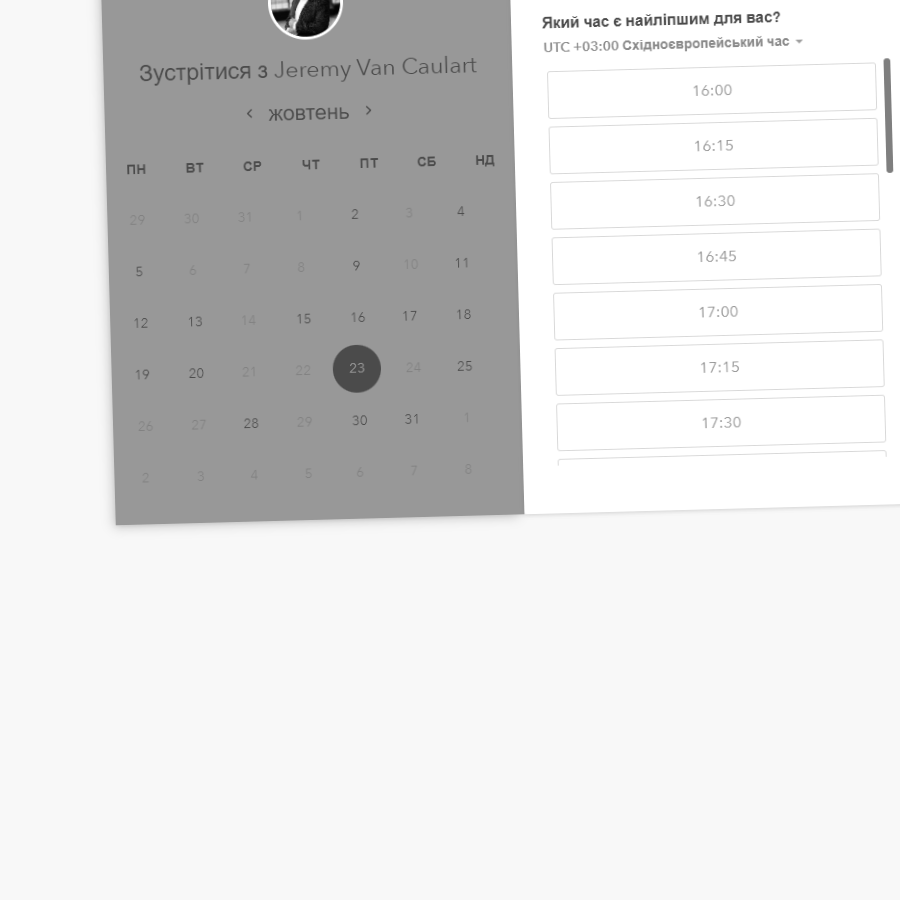 Зустрітися з Jeremy Van Caulart
жовтень
ПН ВТ СР ЧТ ПТ СБ НД
29 30 31 1 2 3 4
5 6 7 8 9 10 11
12 13 14 15 16 17 18
19 20 21 22 23 24 25
26 27 28 29 30 31 1
2 3 4 5 6 7 8
Який час є найліпшим для вас?
UTC +03:00 Східноєвропейський час
16:00
16:15
16:30
16:45
17:00
17:15
17:30